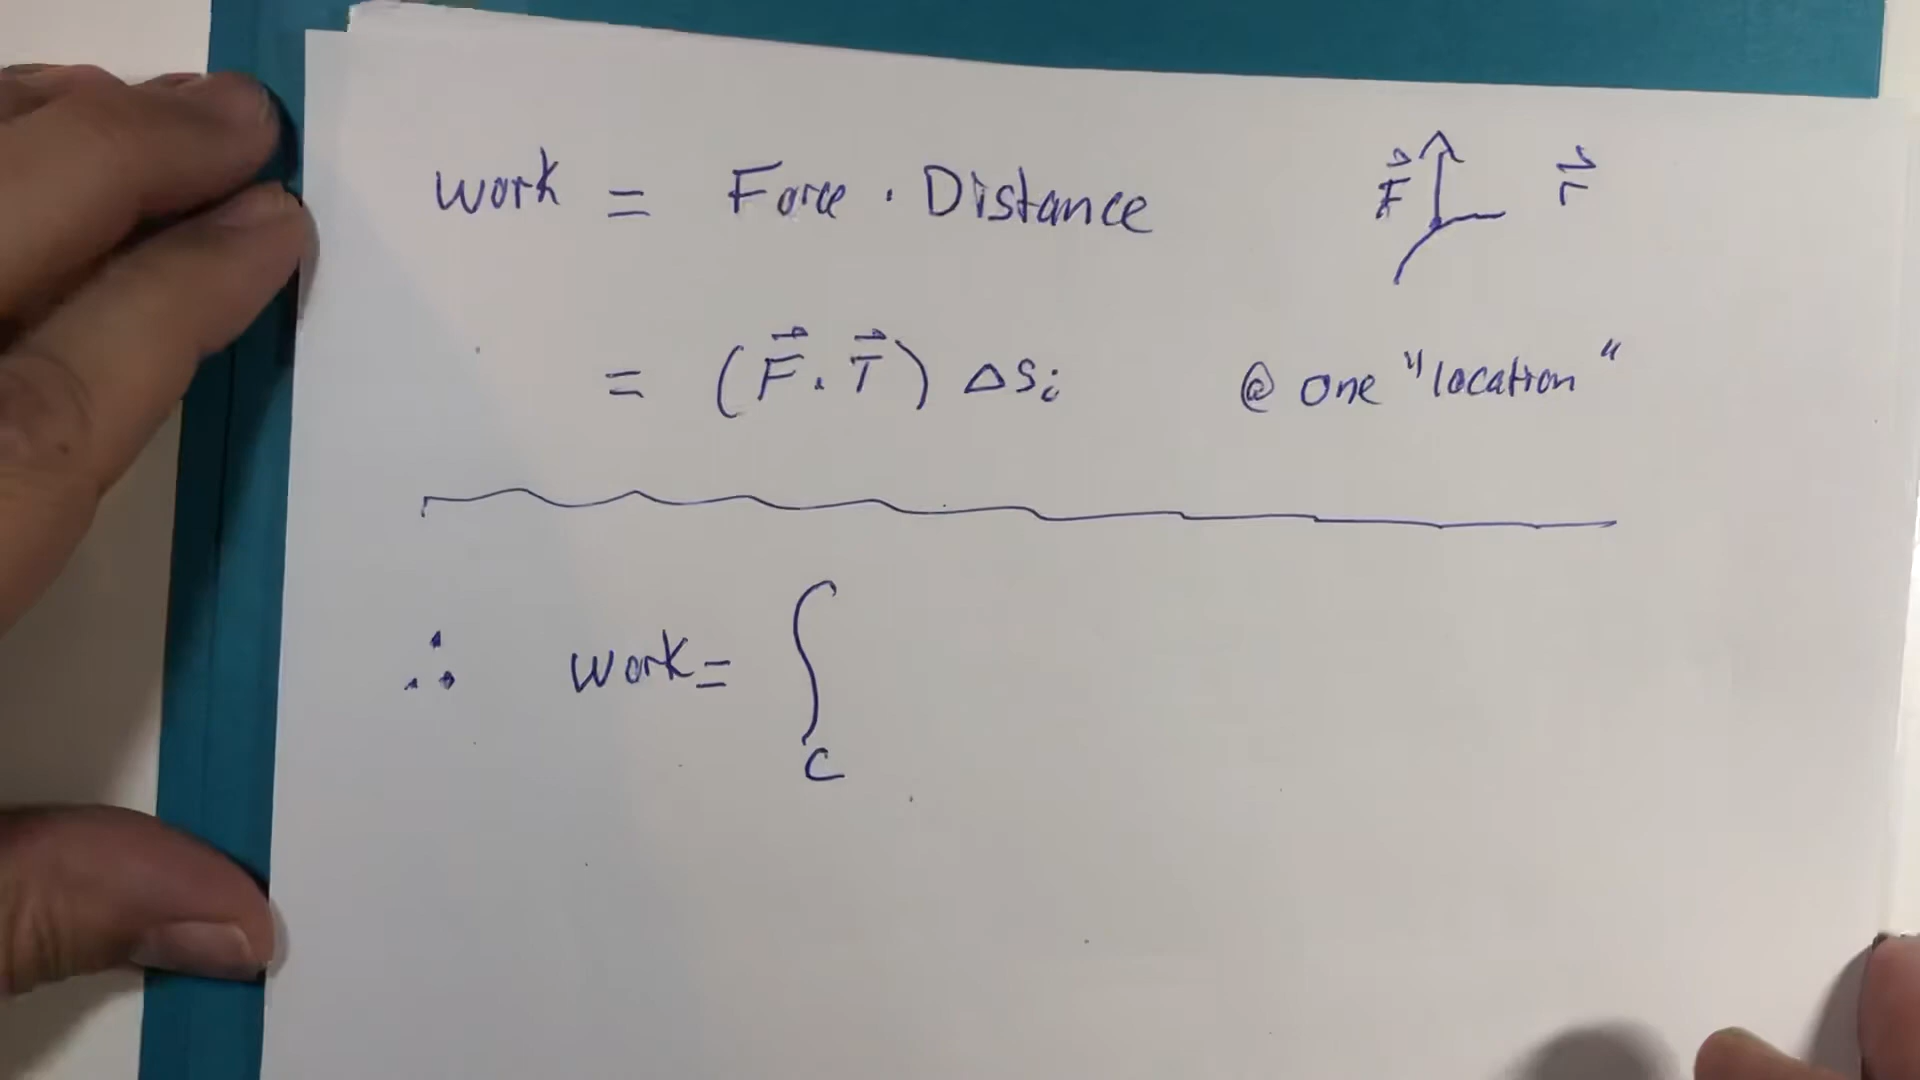 work = Force · Distance
F⃗ r⃗
= (F⃗ · T⃗) Δsᵢ @ one "location"
∴ work = ∫
C